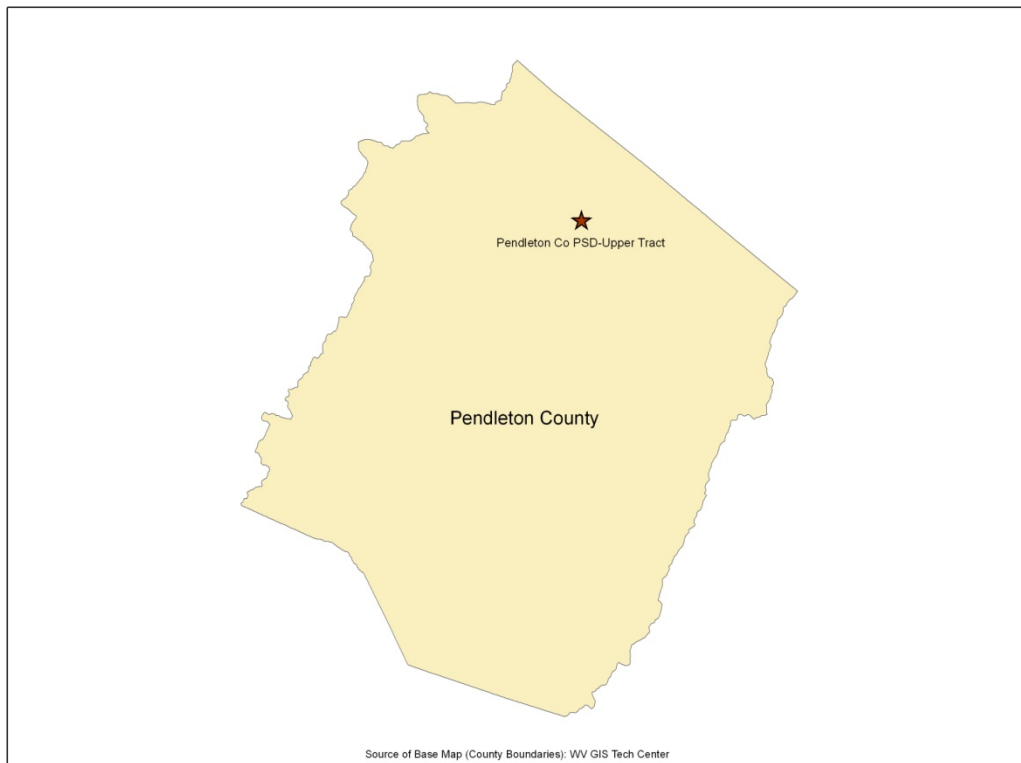 Pendleton Co PSD-Upper Tract
Pendleton County
Source of Base Map (County Boundaries): WV GIS Tech Center